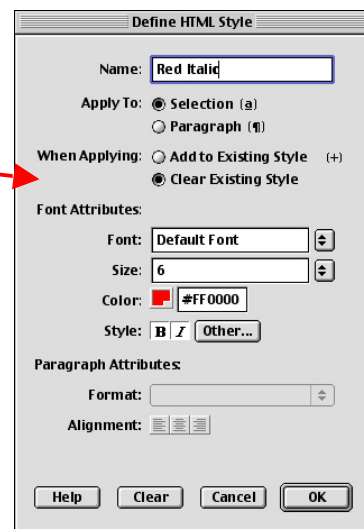 Define HTML Style
Name: Red Italic
Apply To: Selection (a)
Paragraph (¶)
When Applying: Add to Existing Style (+)
Clear Existing Style
Font Attributes:
Font: Default Font
Size: 6
Color: #FF0000
Style: B I Other...
Paragraph Attributes:
Format:
Alignment:
Help Clear Cancel OK